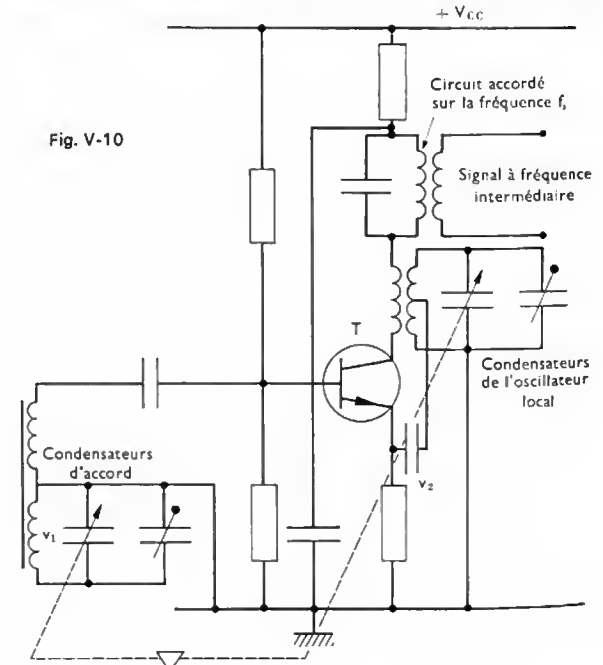 + Vcc
Circuit accordé
sur la fréquence f,
Fig. V-10
Signal à fréquence
intermédiaire
T
Condensateurs
de l'oscillateur
local
Condensateurs
d'accord
v₁
v₂